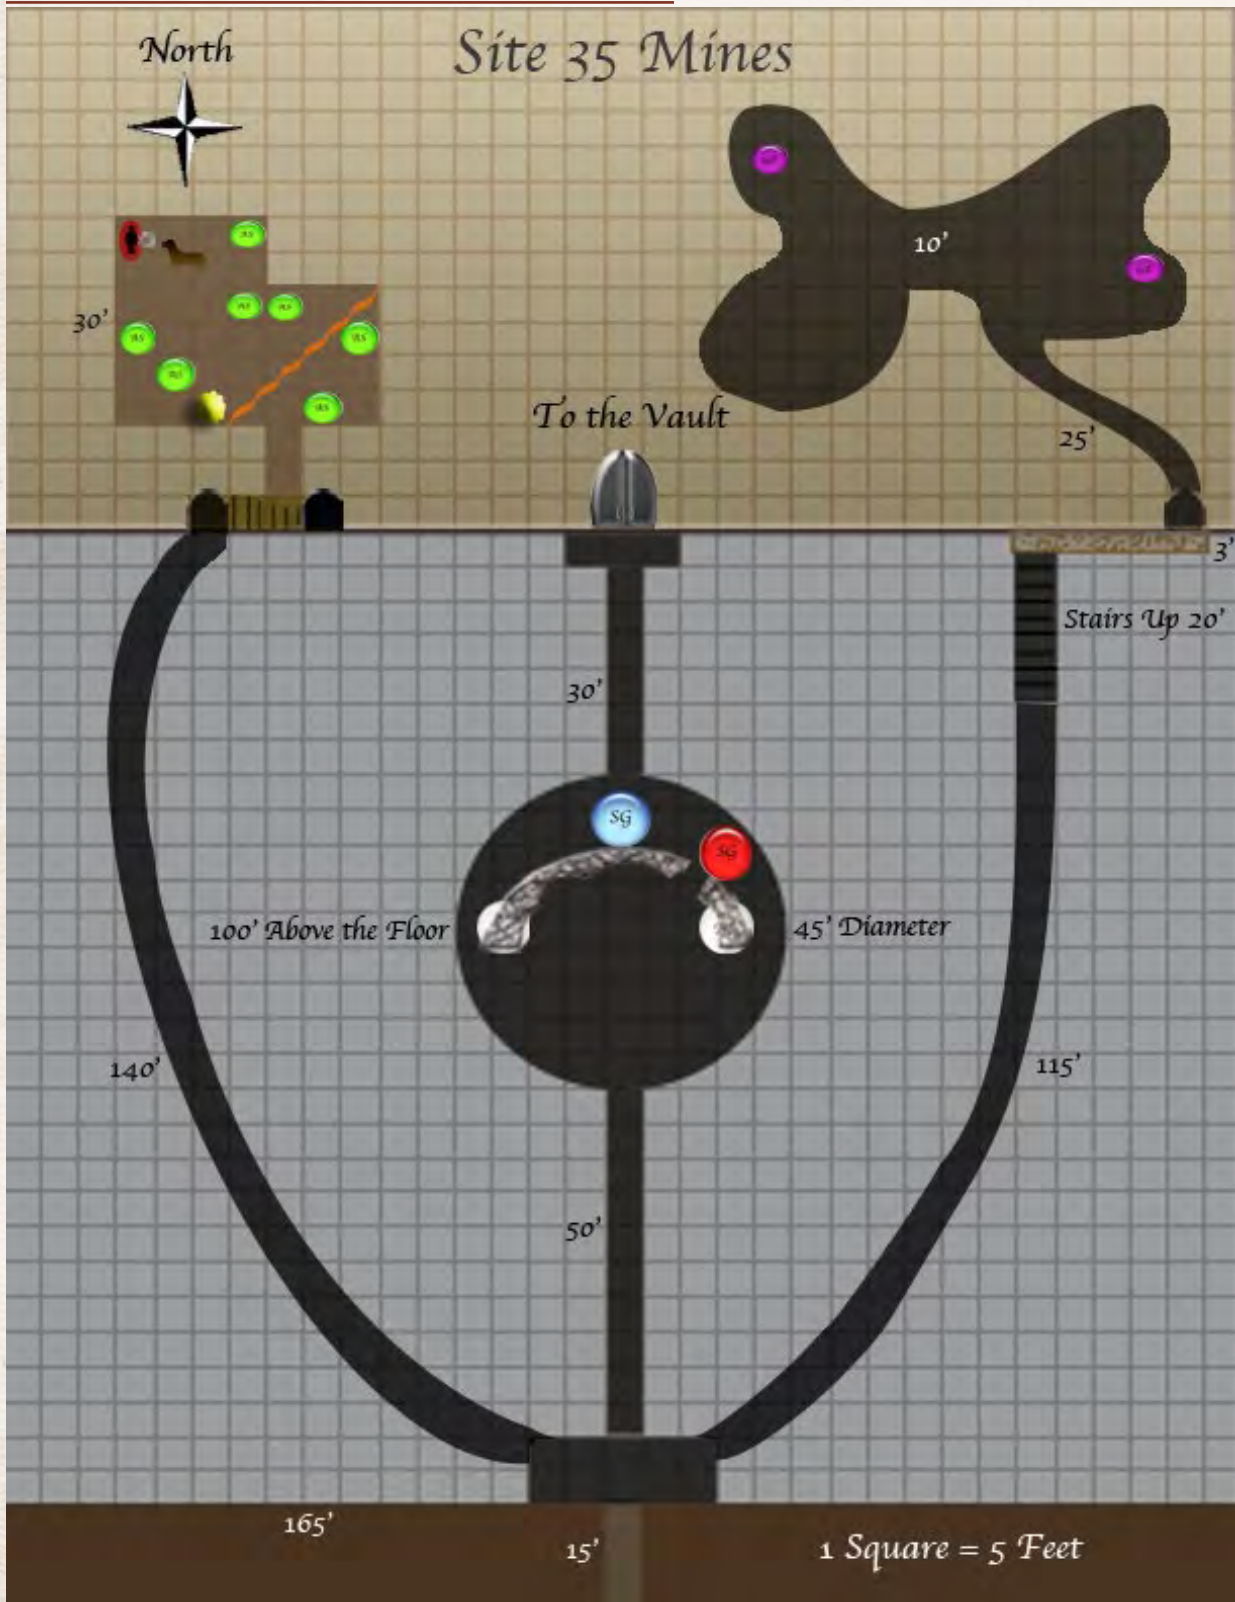 North
Site 35 Mines
10'
30'
To the Vault
25'
3'
Stairs Up 20'
30'
SG
SG
100' Above the Floor
45' Diameter
140'
115'
50'
165'
15'
1 Square = 5 Feet